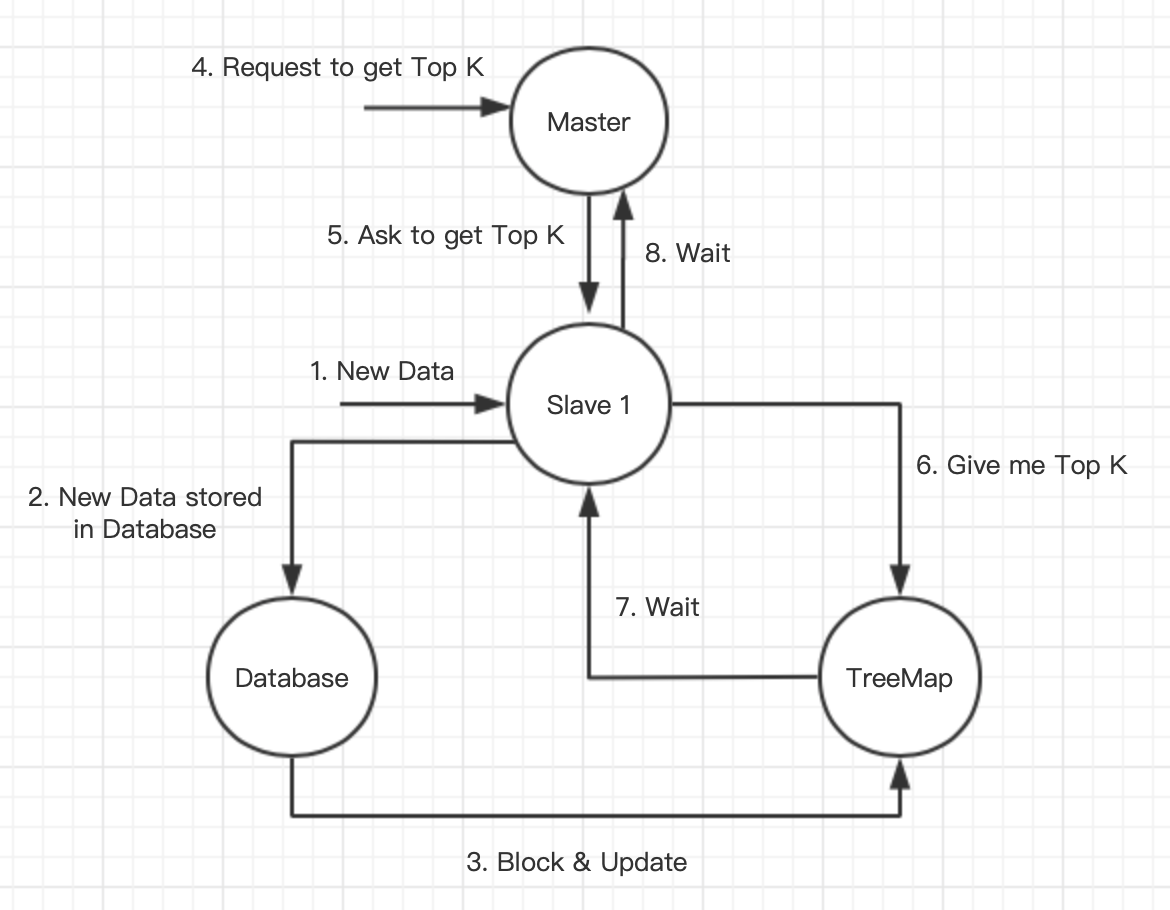 4. Request to get Top K
Master
5. Ask to get Top K
8. Wait
1. New Data
Slave 1
6. Give me Top K
2. New Data stored
in Database
7. Wait
Database
TreeMap
3. Block & Update